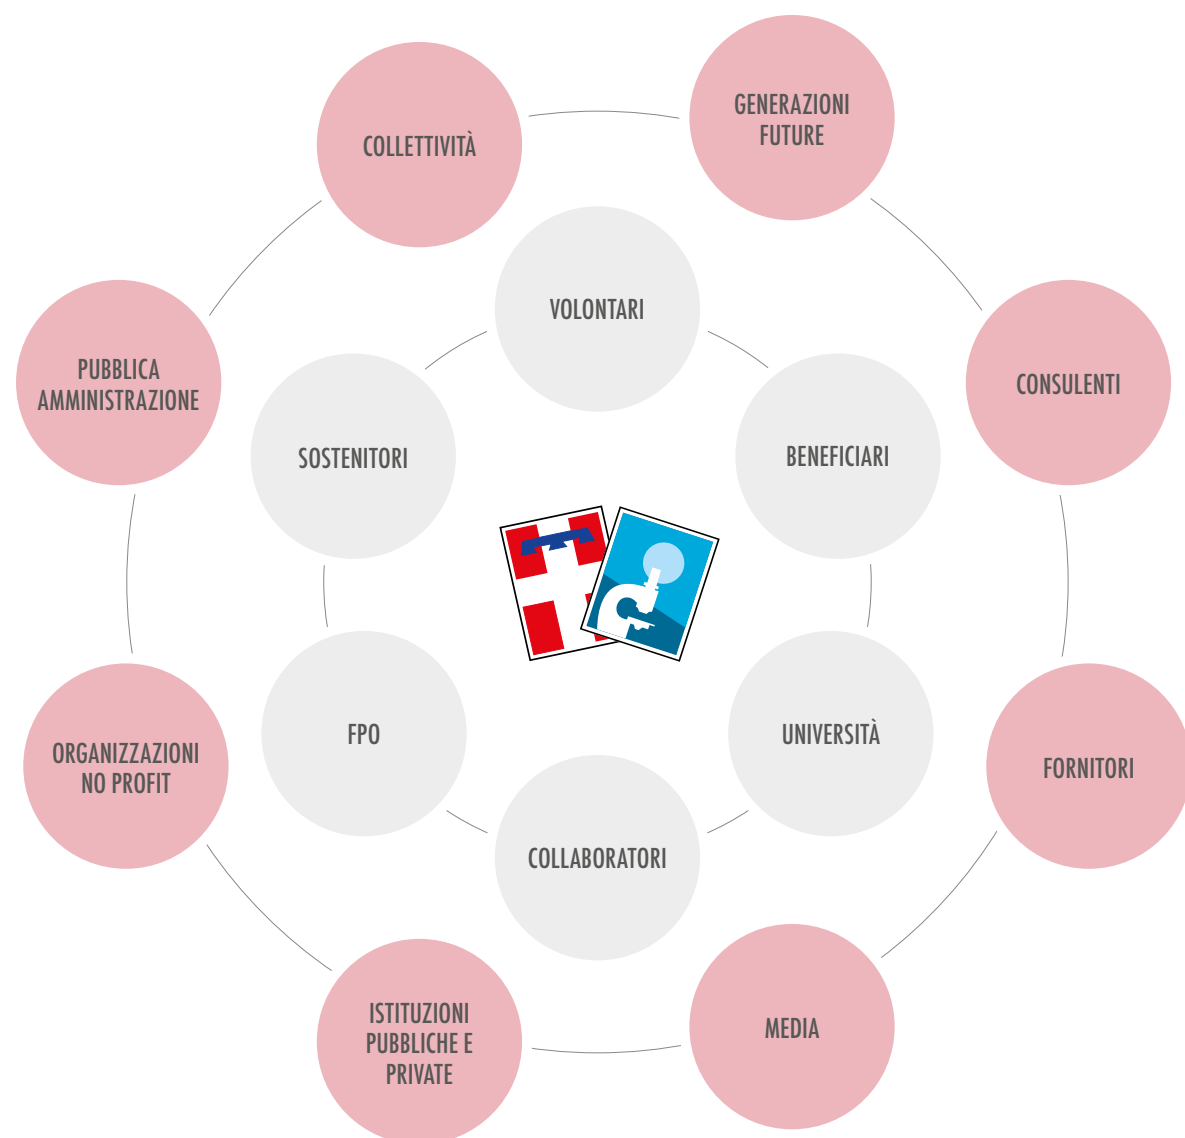 GENERAZIONI
FUTURE
COLLETTIVITÀ
VOLONTARI
PUBBLICA
AMMINISTRAZIONE
CONSULENTI
SOSTENITORI
BENEFICIARI
FPO
UNIVERSITÀ
ORGANIZZAZIONI
NO PROFIT
FORNITORI
COLLABORATORI
ISTITUZIONI
PUBBLICHE E
PRIVATE
MEDIA